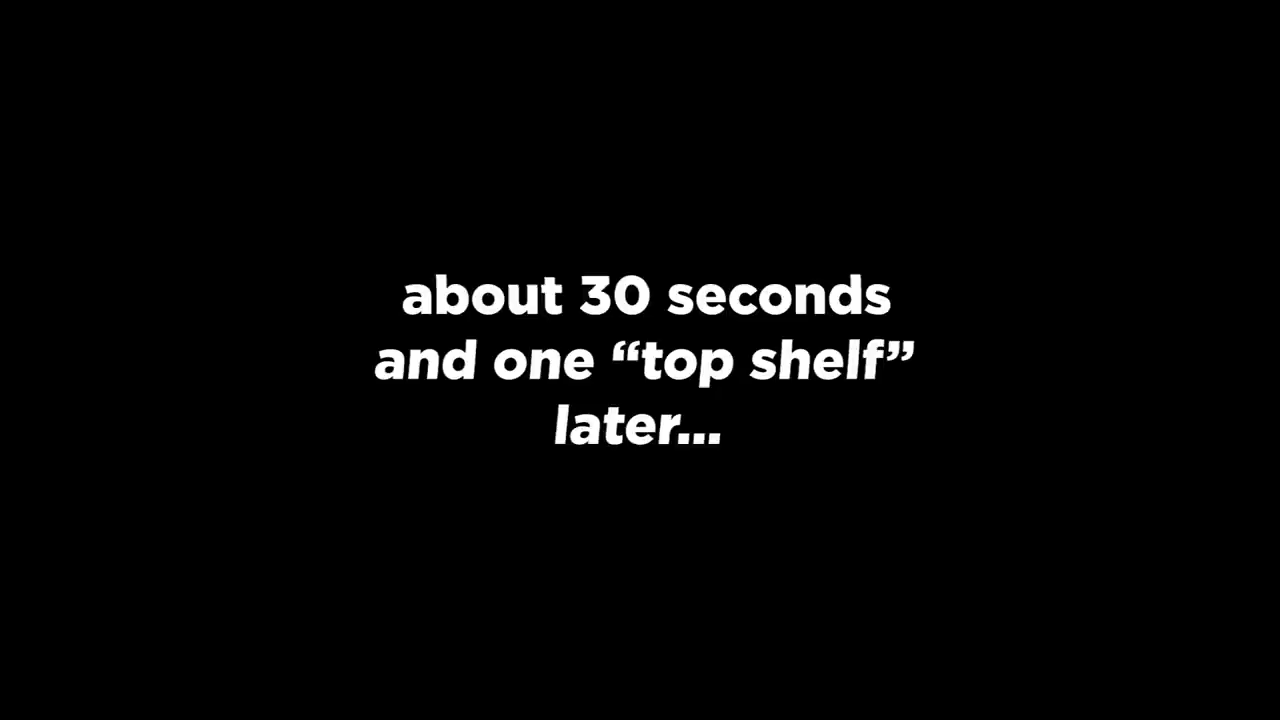 about 30 seconds
and one “top shelf”
later...